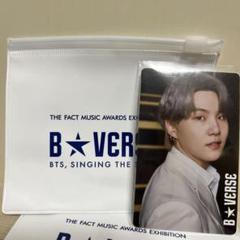 THE FACT MUSIC AWARDS EXHIBITION
B★VERSE
BTS, SINGING THE
B★VERSE
THE FACT MUSIC AWARDS EXHIBITION